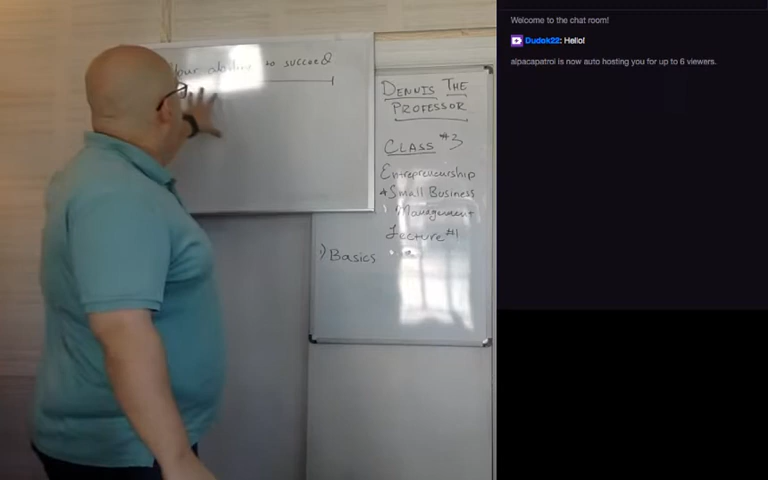 Your ability to succeed
DENNIS THE
PROFESSOR
CLASS #3
Entrepreneurship
+Small Business
Management
Lecture #1
1) Basics
Welcome to the chat room!
Dudok22: Hello!
alpacapatrol is now auto hosting you for up to 6 viewers.